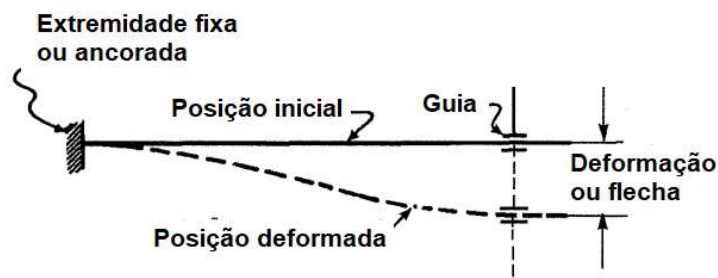 Extremidade fixa
ou ancorada
Posição inicial
Guia
Deformação
ou flecha
Posição deformada